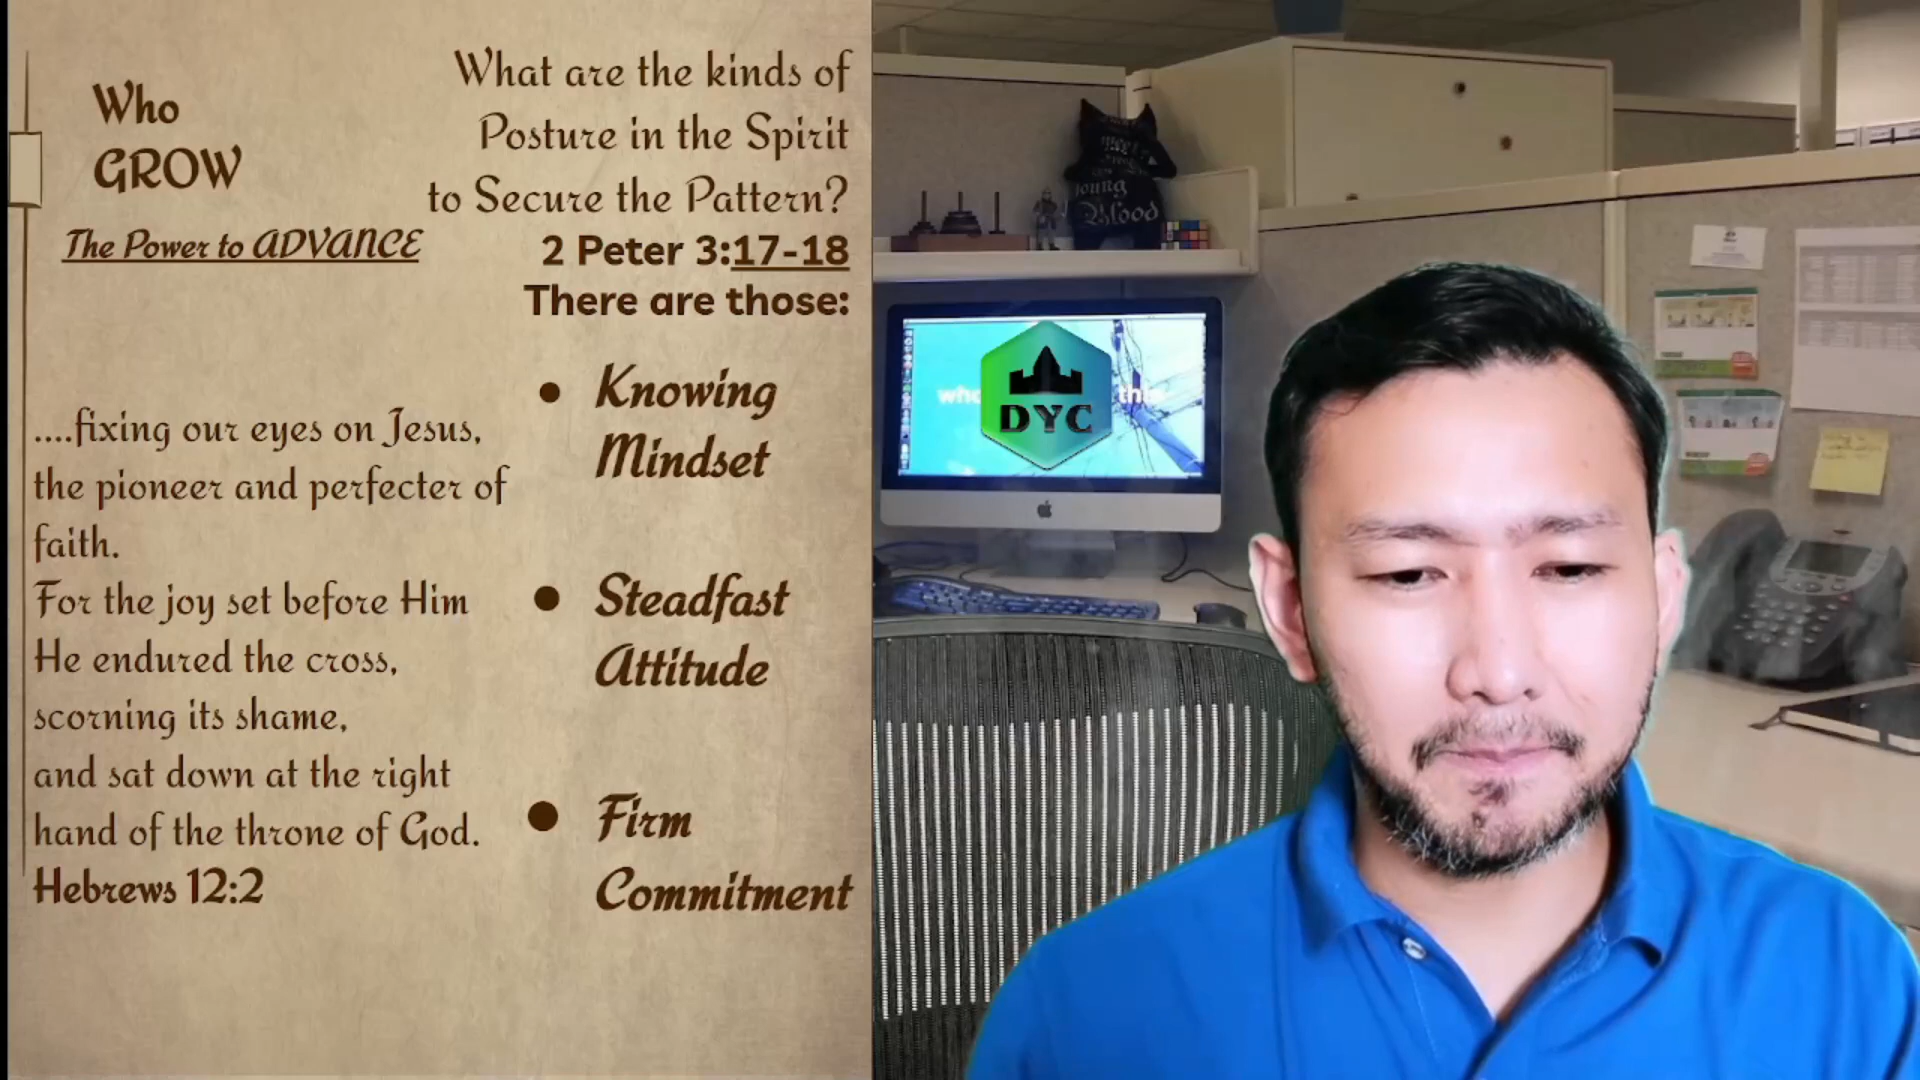 Who
GROW
The Power to ADVANCE
....fixing our eyes on Jesus,
the pioneer and perfecter of
faith.
For the joy set before Him
He endured the cross,
scorning its shame,
and sat down at the right
hand of the throne of God.
Hebrews 12:2
What are the kinds of
Posture in the Spirit
to Secure the Pattern?
2 Peter 3:17-18
There are those:
• Knowing
Mindset
• Steadfast
Attitude
• Firm
Commitment
young
Blood
DYC